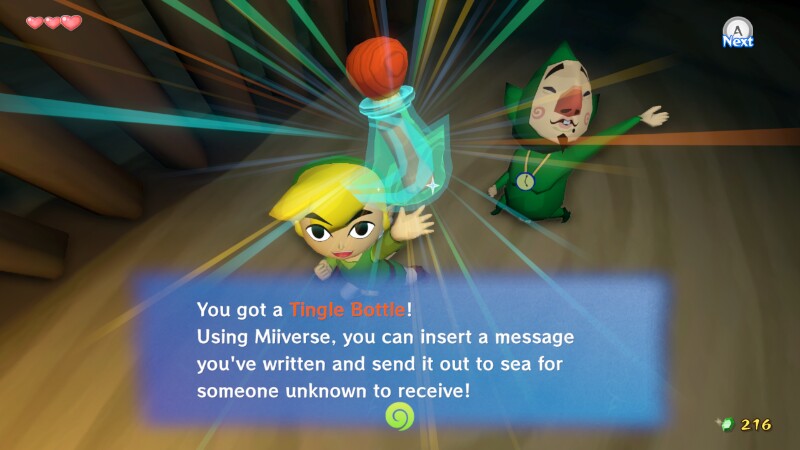 A
Next
You got a Tingle Bottle!
Using Miiverse, you can insert a message
you've written and send it out to sea for
someone unknown to receive!
216